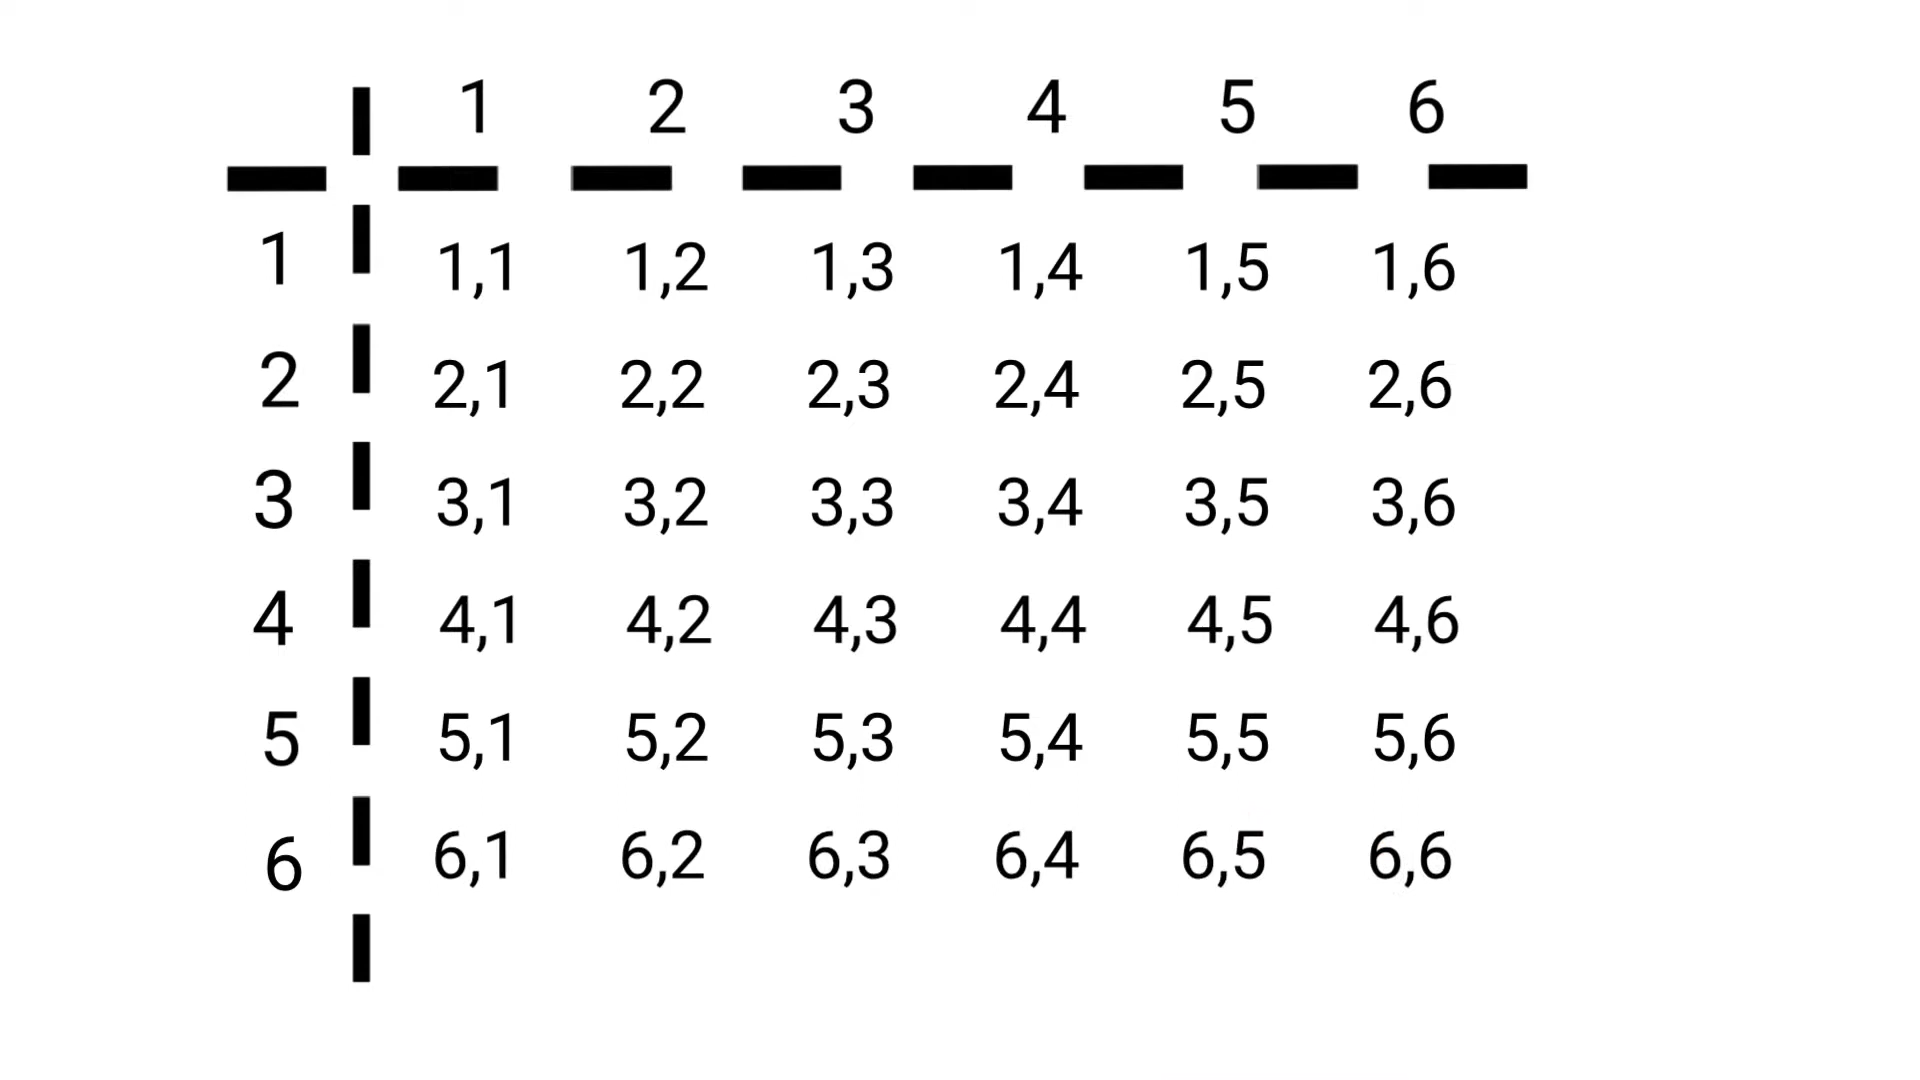 1 2 3 4 5 6
1 1,1 1,2 1,3 1,4 1,5 1,6
2 2,1 2,2 2,3 2,4 2,5 2,6
3 3,1 3,2 3,3 3,4 3,5 3,6
4 4,1 4,2 4,3 4,4 4,5 4,6
5 5,1 5,2 5,3 5,4 5,5 5,6
6 6,1 6,2 6,3 6,4 6,5 6,6